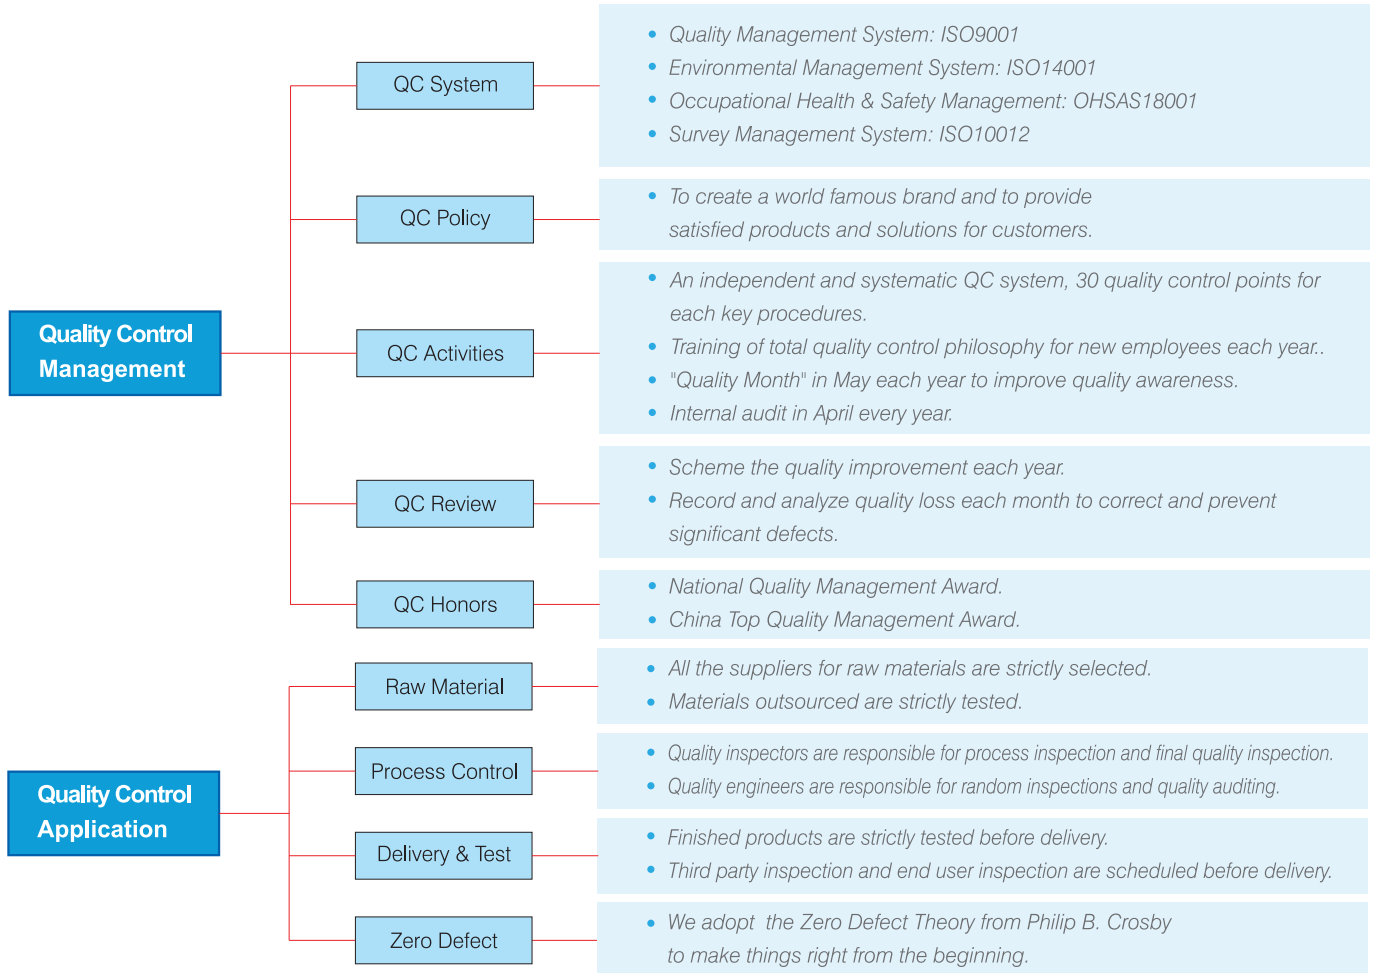 Quality Control
Management
QC System
• Quality Management System: ISO9001
• Environmental Management System: ISO14001
• Occupational Health & Safety Management: OHSAS18001
• Survey Management System: ISO10012
QC Policy
• To create a world famous brand and to provide
satisfied products and solutions for customers.
QC Activities
• An independent and systematic QC system, 30 quality control points for
each key procedures.
• Training of total quality control philosophy for new employees each year..
• "Quality Month" in May each year to improve quality awareness.
• Internal audit in April every year.
QC Review
• Scheme the quality improvement each year.
• Record and analyze quality loss each month to correct and prevent
significant defects.
QC Honors
• National Quality Management Award.
• China Top Quality Management Award.
Quality Control
Application
Raw Material
• All the suppliers for raw materials are strictly selected.
• Materials outsourced are strictly tested.
Process Control
• Quality inspectors are responsible for process inspection and final quality inspection.
• Quality engineers are responsible for random inspections and quality auditing.
Delivery & Test
• Finished products are strictly tested before delivery.
• Third party inspection and end user inspection are scheduled before delivery.
Zero Defect
• We adopt the Zero Defect Theory from Philip B. Crosby
to make things right from the beginning.